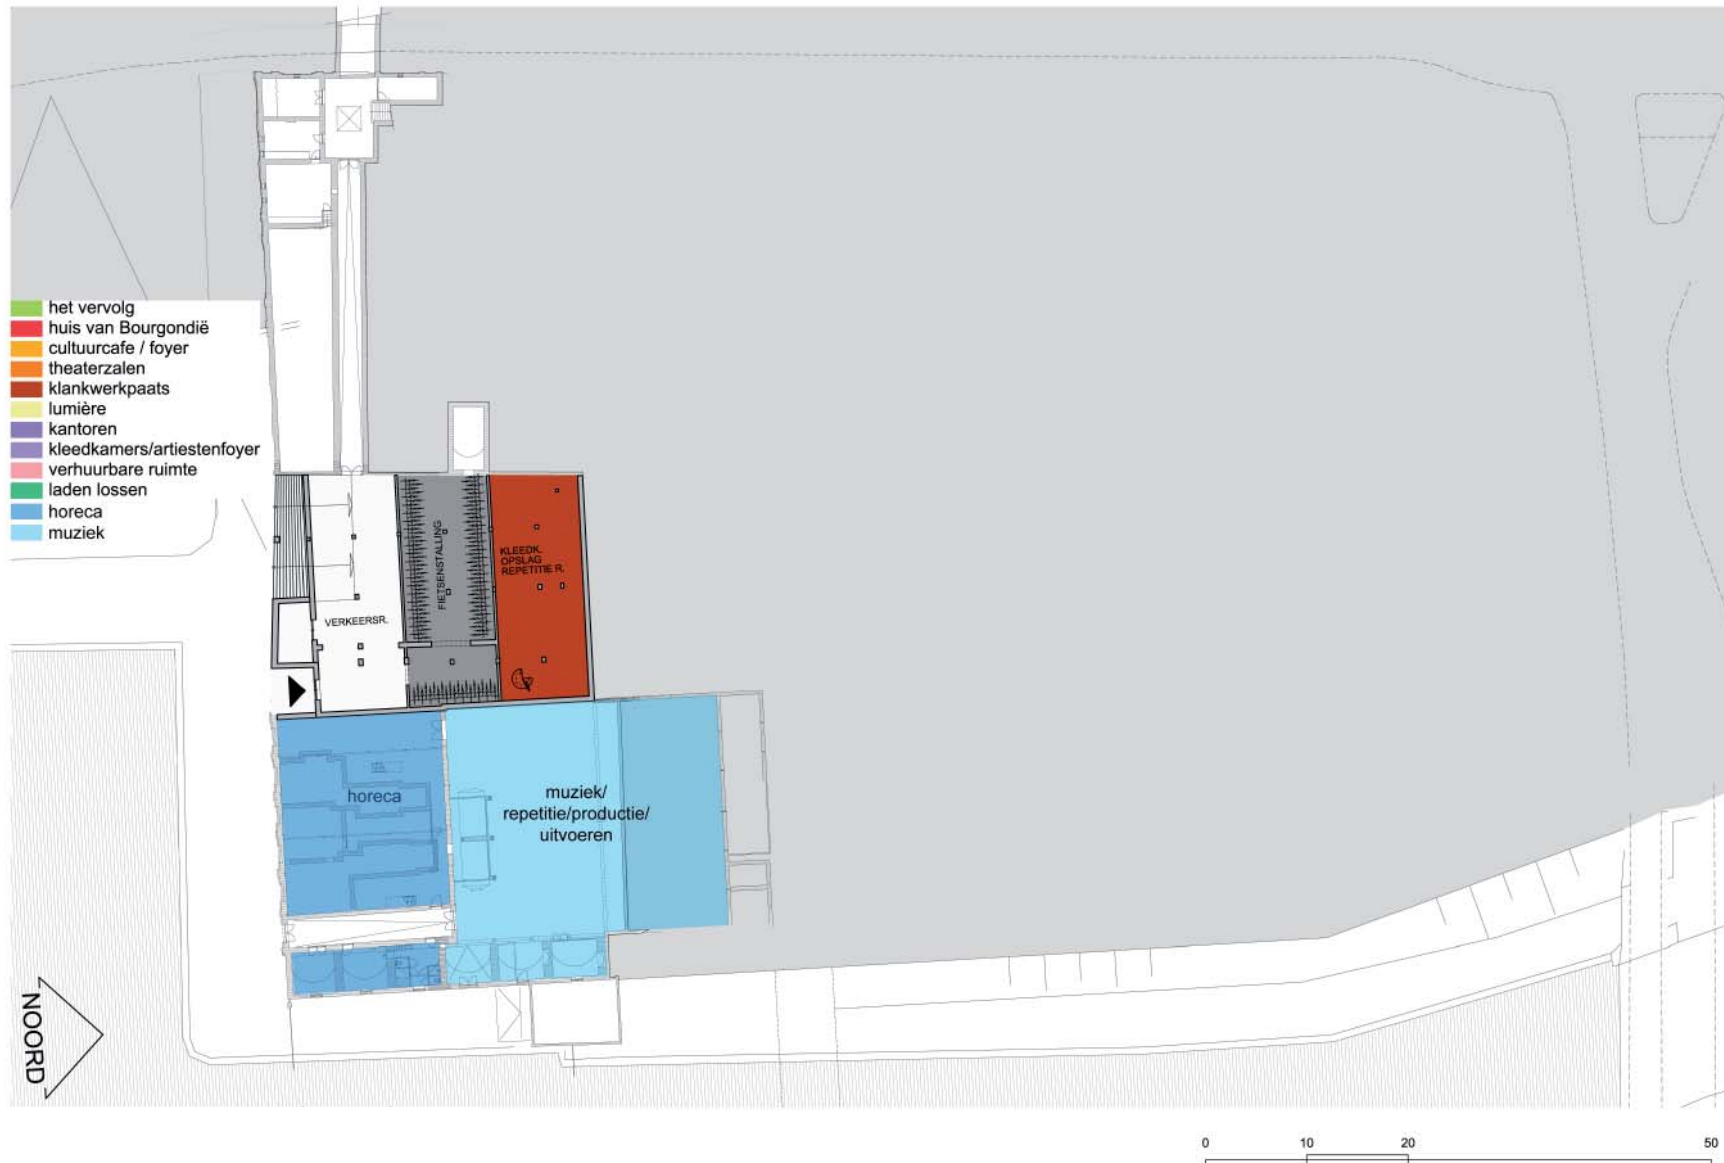 het vervolg
huis van Bourgondië
cultuurcafe / foyer
theaterzalen
klankwerkpaats
lumière
kantoren
kleedkamers/artiestenfoyer
verhuurbare ruimte
laden lossen
horeca
muziek
FIETSENSTALLING
KLEEDK.
OPSLAG
REPETITIE R.
VERKEERSR.
horeca
muziek/
repetitie/productie/
uitvoeren
NOORD
0 10 20 50